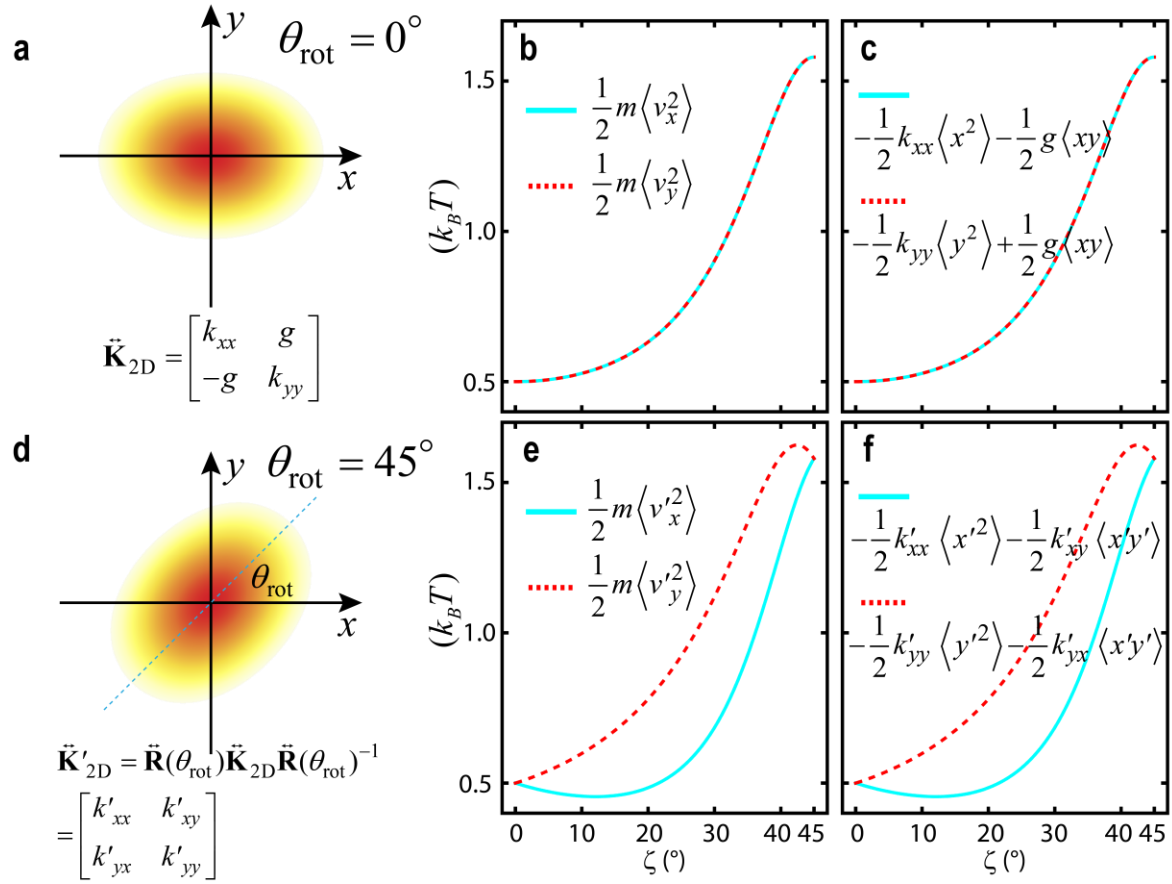 a
y
θ_rot = 0°
x
K̈_2D = [k_xx g
-g k_yy]
b
1/2 m⟨v_x^2⟩
1/2 m⟨v_y^2⟩
(k_BT)
1.5
1.0
0.5
c
-1/2 k_xx⟨x^2⟩ - 1/2 g⟨xy⟩
-1/2 k_yy⟨y^2⟩ + 1/2 g⟨xy⟩
d
y
θ_rot = 45°
θ_rot
x
K̈'_2D = R̈(θ_rot)K̈_2DR̈(θ_rot)^-1
= [k'_xx k'_xy
k'_yx k'_yy]
e
1/2 m⟨v'_x^2⟩
1/2 m⟨v'_y^2⟩
(k_BT)
1.5
1.0
0.5
0 10 20 30 40 45
ζ (°)
f
-1/2 k'_xx⟨x'^2⟩ - 1/2 k'_xy⟨x'y'⟩
-1/2 k'_yy⟨y'^2⟩ - 1/2 k'_yx⟨x'y'⟩
0 10 20 30 40 45
ζ (°)